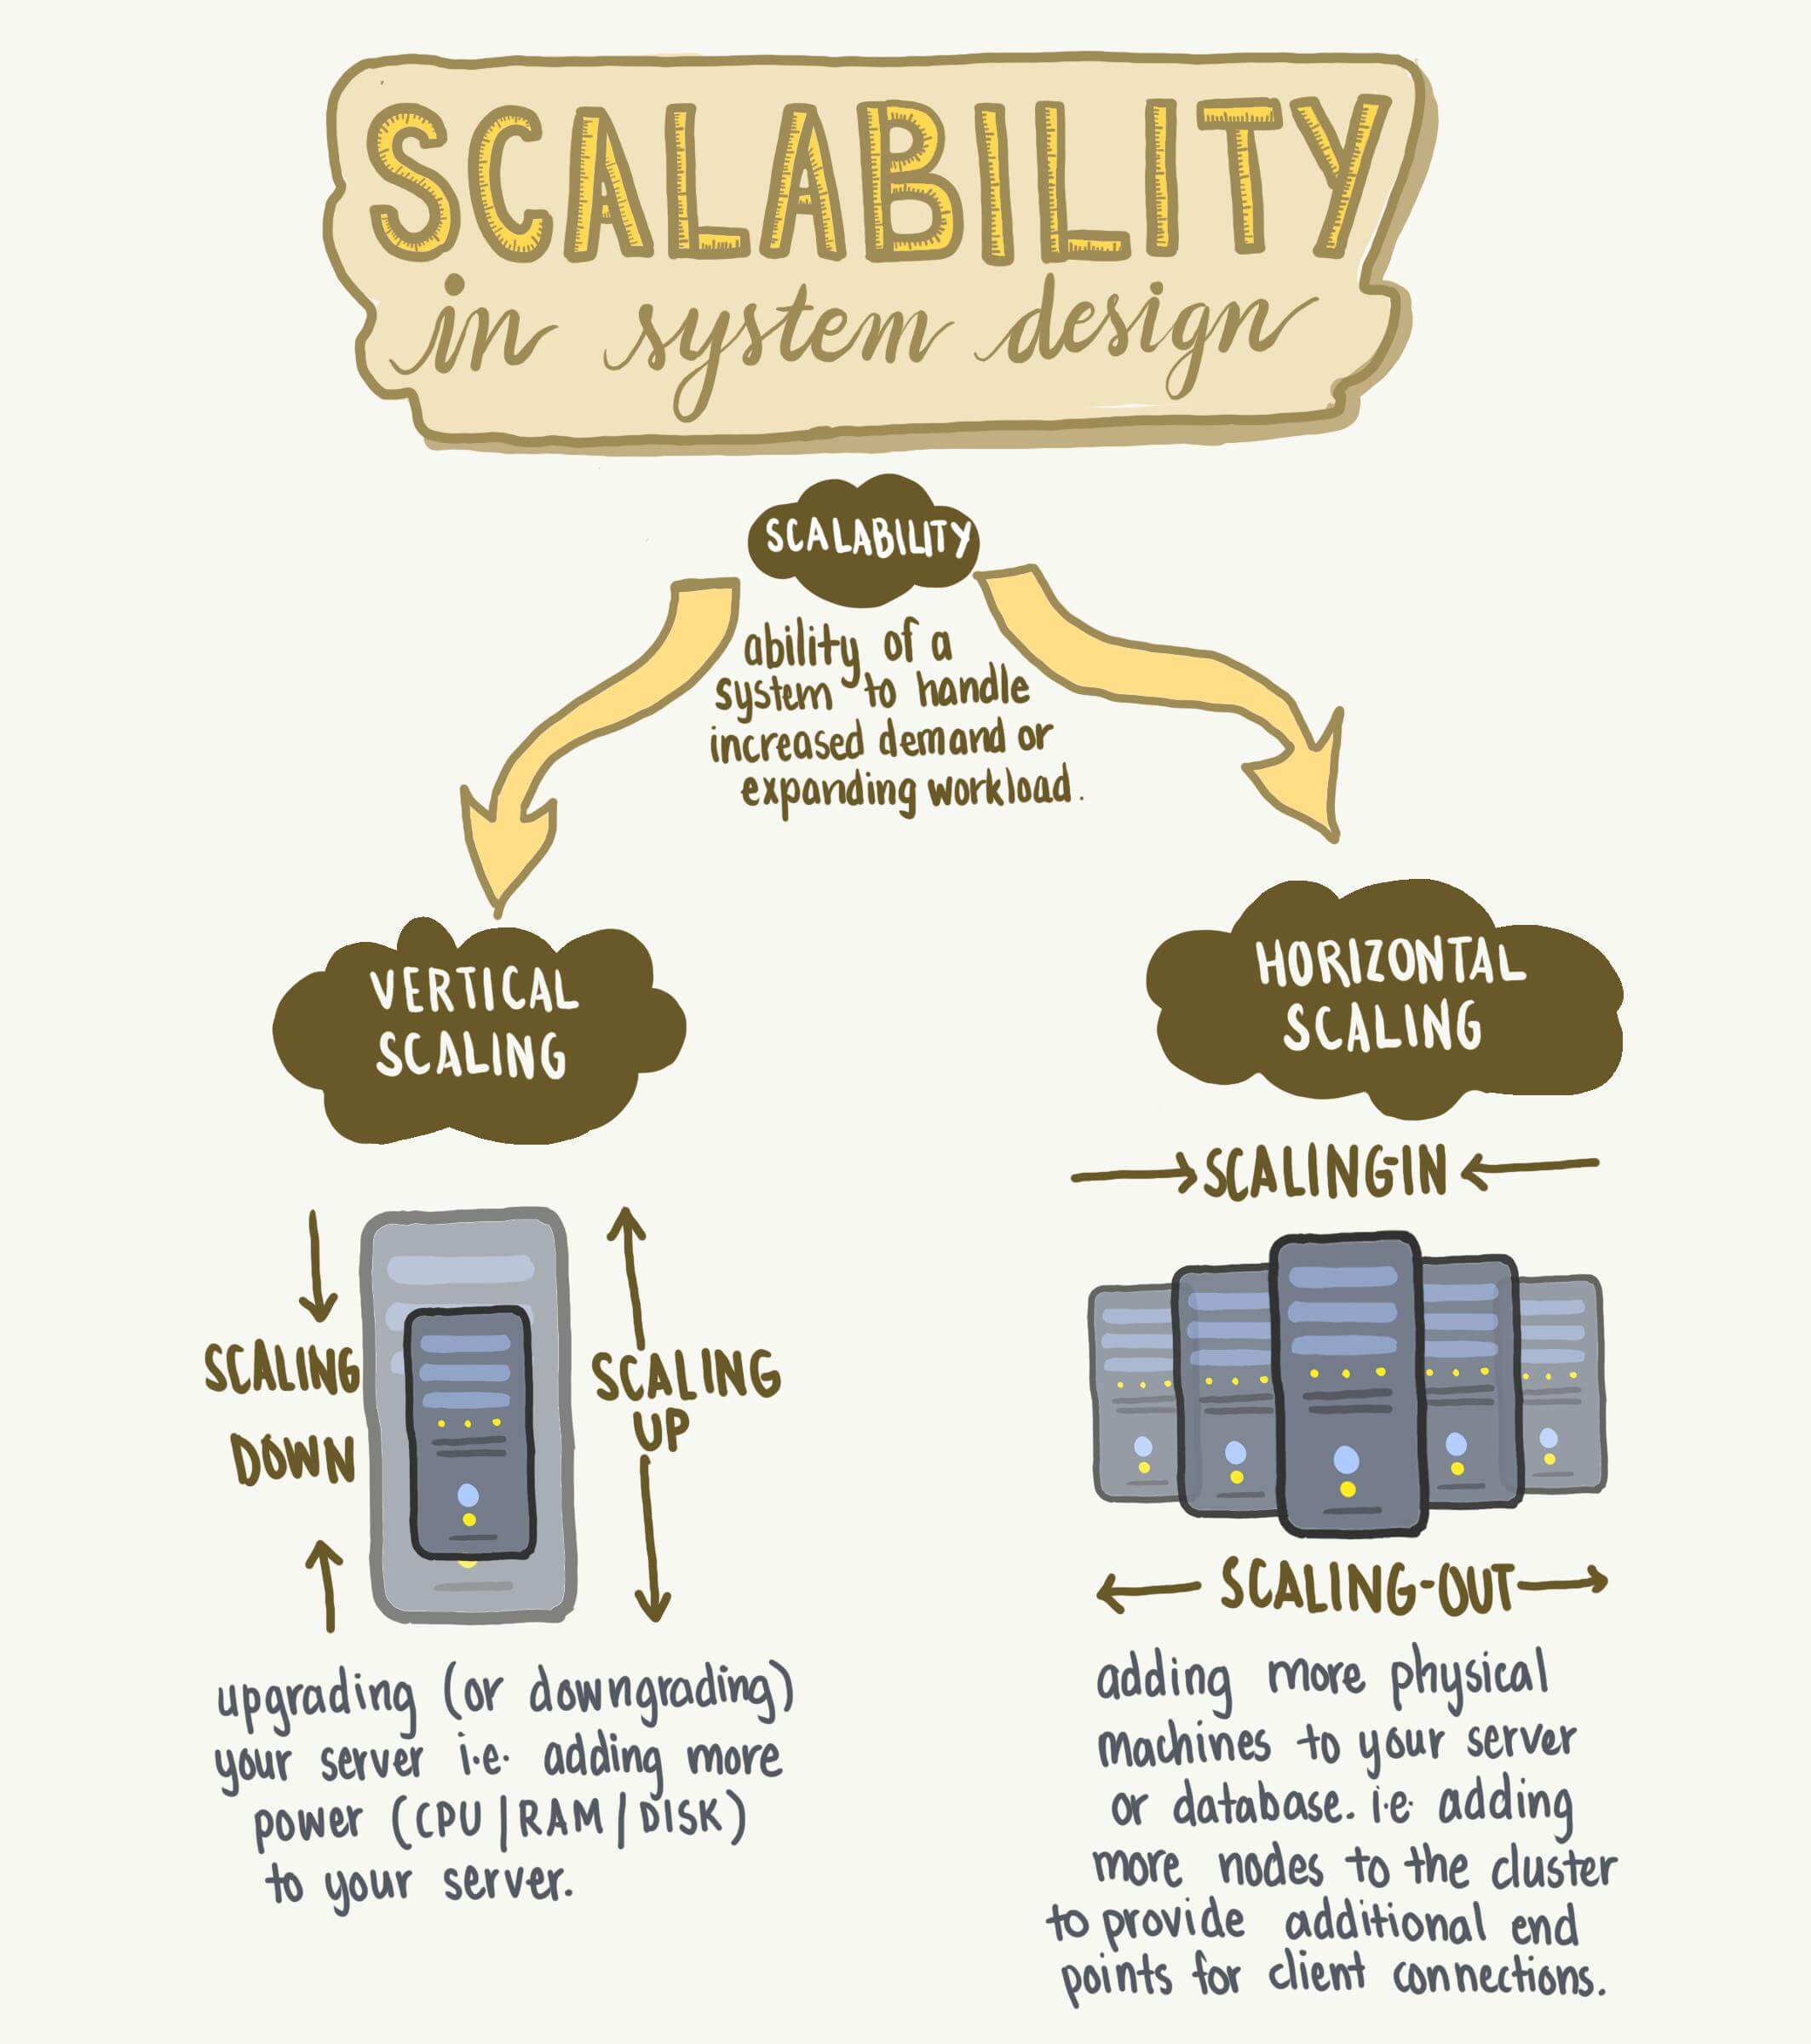 SCALABILITY
in system design
SCALABILITY
ability of a
system to handle
increased demand or
expanding workload.
VERTICAL
SCALING
SCALING
DOWN
SCALING
UP
upgrading (or downgrading)
your server i.e. adding more
power (CPU|RAM|DISK)
to your server.
HORIZONTAL
SCALING
SCALING-IN
SCALING-OUT
adding more physical
machines to your server
or database. i.e. adding
more nodes to the cluster
to provide additional end
points for client connections.